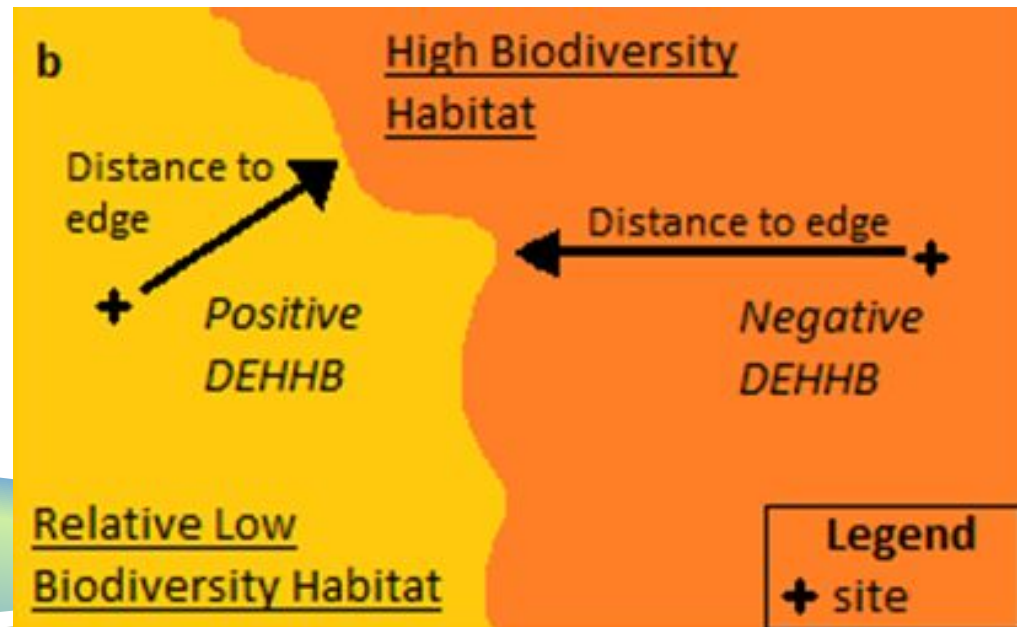 b
High Biodiversity
Habitat
Distance to
edge
Distance to edge
Positive
DEHHB
Negative
DEHHB
Relative Low
Biodiversity Habitat
Legend
site